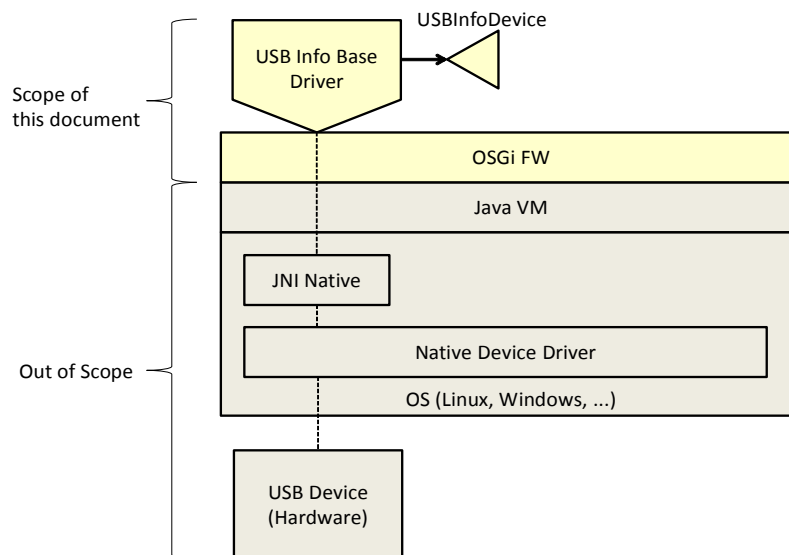 USBInfoDevice
USB Info Base
Driver
Scope of
this document
OSGi FW
Java VM
JNI Native
Native Device Driver
Out of Scope
OS (Linux, Windows, ...)
USB Device
(Hardware)